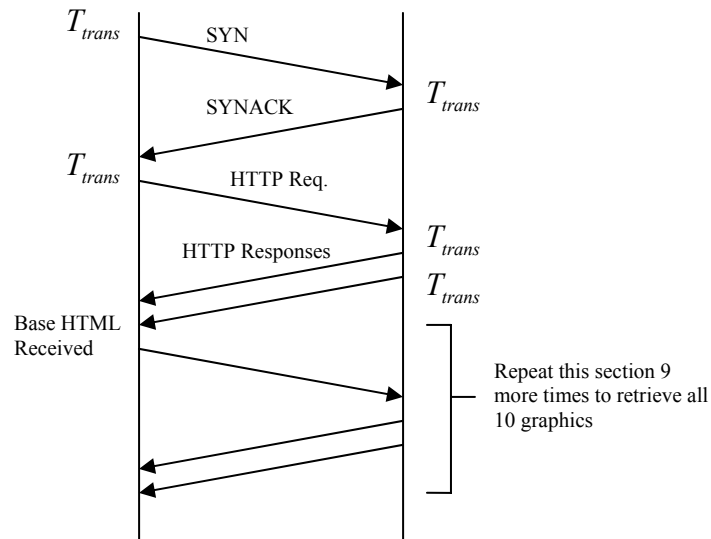 T_trans
SYN
T_trans
SYNACK
T_trans
HTTP Req.
T_trans
HTTP Responses
T_trans
Base HTML
Received
Repeat this section 9
more times to retrieve all
10 graphics